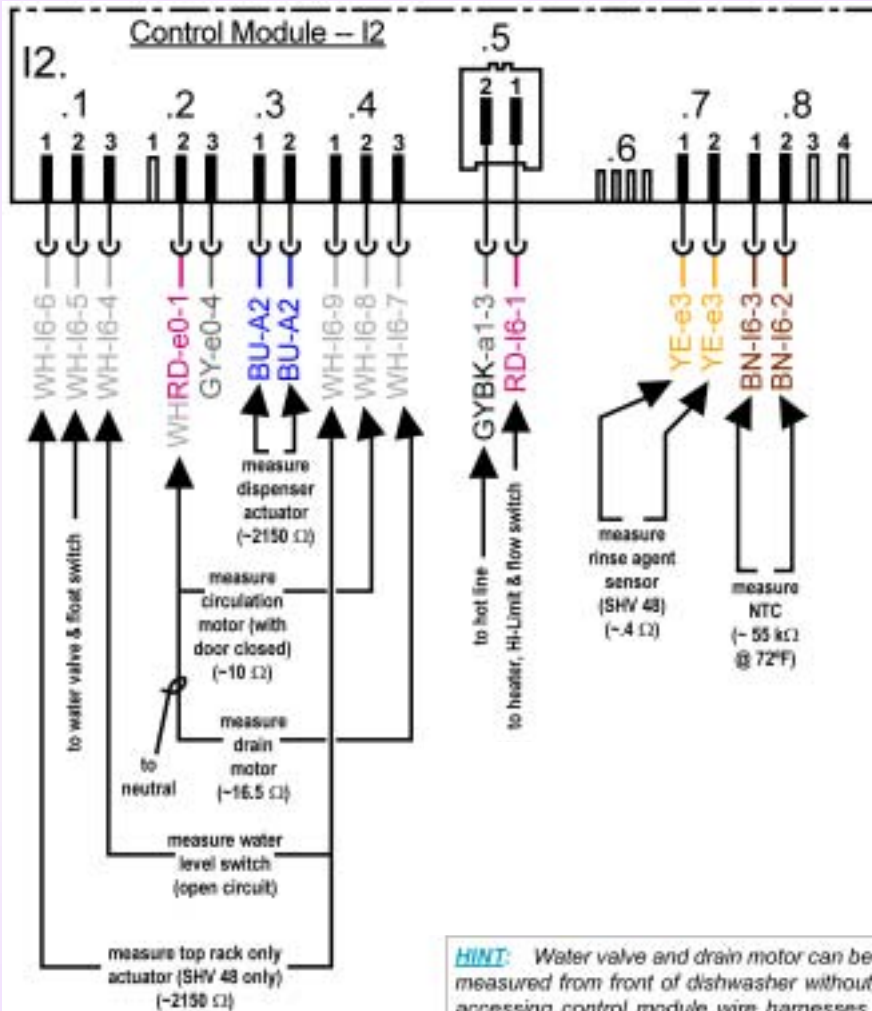 Control Module -- I2
I2.
.1 .2 .3 .4 .5 .6 .7 .8
1 2 3 1 2 3 1 2 1 2 3 2 1 1 2 1 2 3 4
WH-I6-6
WH-I6-5
WH-I6-4
WHRD-e0-1
GY-e0-4
BU-A2
BU-A2
WH-I6-9
WH-I6-8
WH-I6-7
GYBK-a1-3
RD-I6-1
YE-e3
YE-e3
BN-I6-3
BN-I6-2
to water valve & float switch
measure
dispenser
actuator
(~2150 Ω)
measure
circulation
motor (with
door closed)
(~10 Ω)
to
neutral
measure
drain
motor
(~16.5 Ω)
measure water
level switch
(open circuit)
measure top rack only
actuator (SHV 48 only)
(~2150 Ω)
to hot line
to heater, Hi-Limit & flow switch
measure
rinse agent
sensor
(SHV 48)
(~.4 Ω)
measure
NTC
(~ 55 kΩ
@ 72ºF)
HINT: Water valve and drain motor can be
measured from front of dishwasher without
accessing control module wire harnesses